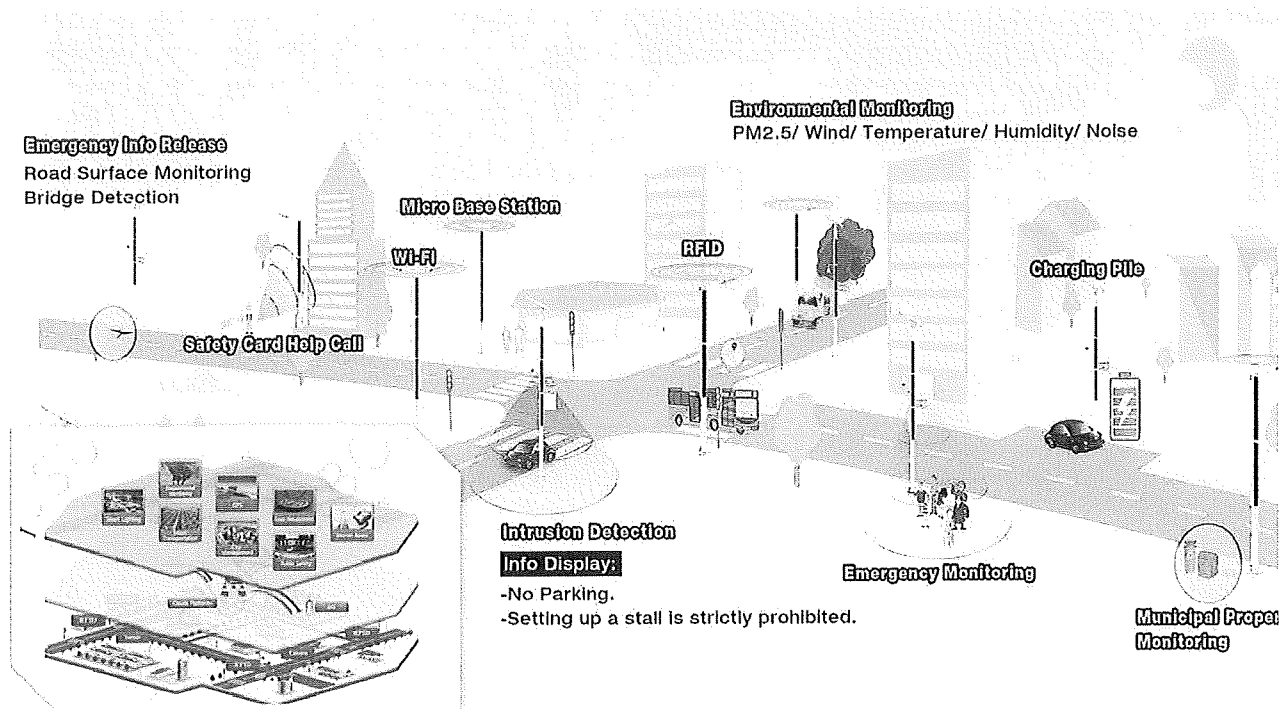 Environmental Monitoring
PM2.5/ Wind/ Temperature/ Humidity/ Noise
Emergency Info Release
Road Surface Monitoring
Bridge Detection
Micro Base Station
Wi-Fi
RFID
Charging Pile
Safety Card Help Call
Intrusion Detection
Info Display:
-No Parking.
-Setting up a stall is strictly prohibited.
Emergency Monitoring
Municipal Proper
Monitoring